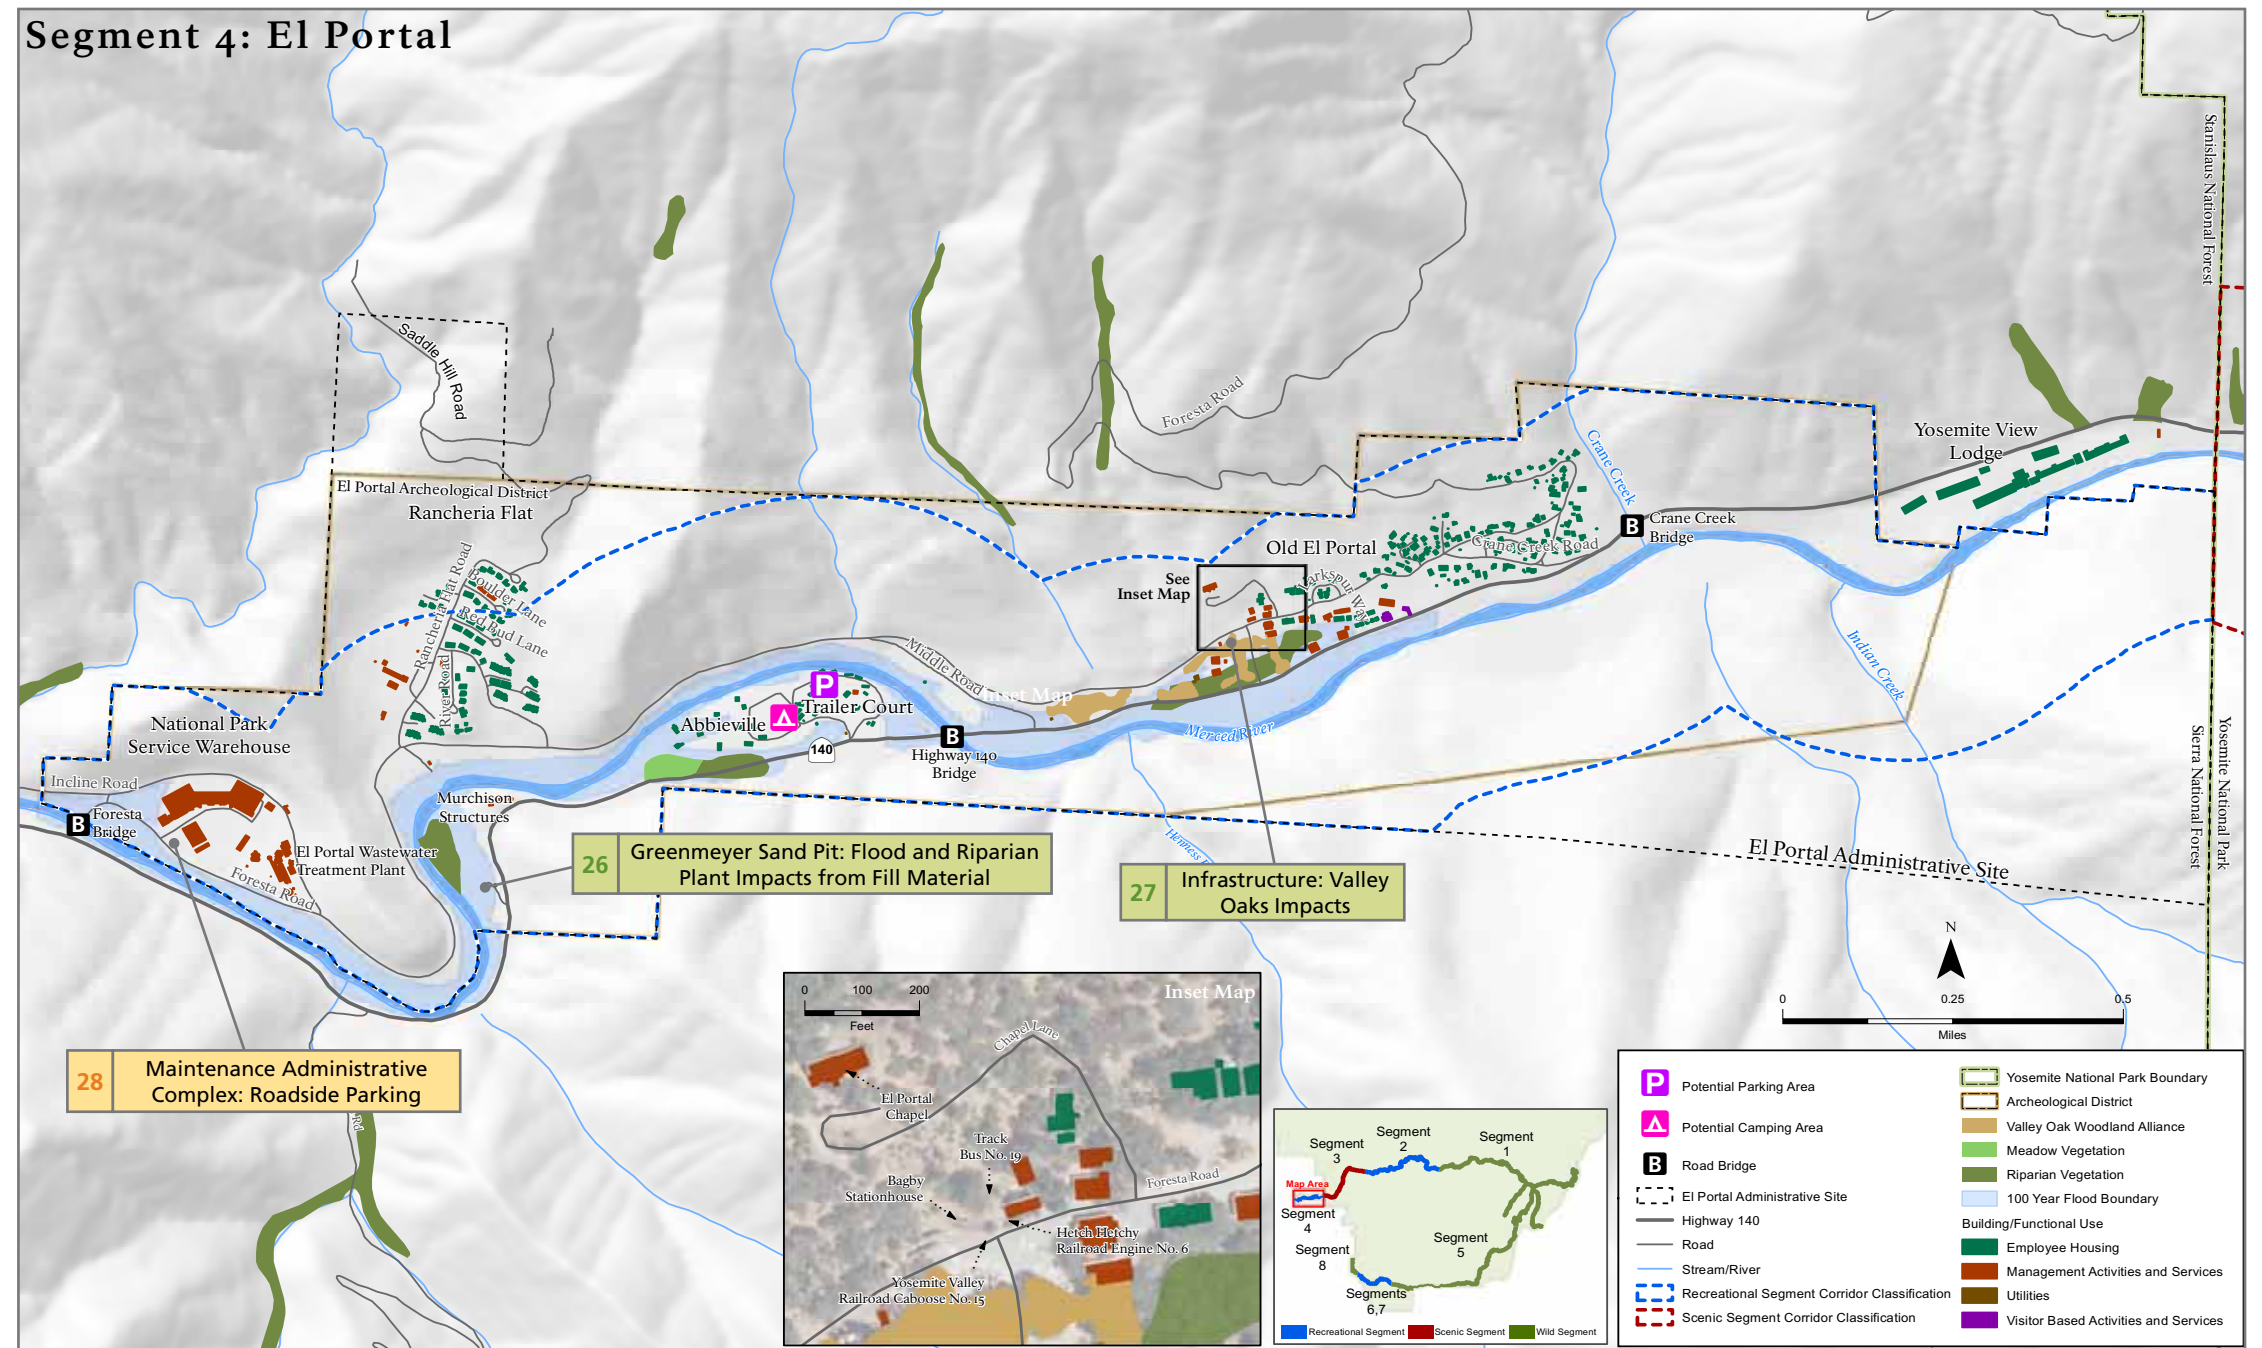 Segment 4: El Portal
Stanislaus National Forest
Saddle Hill Road
Foresta Road
Crane Creek
Yosemite View
Lodge
El Portal Archeological District
Rancheria Flat
B
Crane Creek
Bridge
Old El Portal
Crane Creek Road
Rancheria Flat Road
Boulder Lane
Red Bud Lane
River Road
See
Inset Map
Larkspur Way
Indian Creek
Middle Road
Inset Map
P
Abbieville
Trailer Court
140
B
Highway 140
Bridge
Merced River
National Park
Service Warehouse
Incline Road
B
Foresta
Bridge
Murchison
Structures
El Portal Wastewater
Treatment Plant
Foresta Road
26
Greenmeyer Sand Pit: Flood and Riparian
Plant Impacts from Fill Material
27
Infrastructure: Valley
Oaks Impacts
El Portal Administrative Site
Sierra National Forest
Yosemite National Park
N
0
0.25
0.5
Miles
28
Maintenance Administrative
Complex: Roadside Parking
Rd
0
100
200
Feet
Inset Map
Chapel Lane
El Portal
Chapel
Track
Bus No. 19
Bagby
Stationhouse
Foresta Road
Hetch Hetchy
Railroad Engine No. 6
Yosemite Valley
Railroad Caboose No. 15
Segment
3
Segment
2
Segment
1
Map Area
Segment
4
Segment
8
Segment
5
Segments
6,7
Recreational Segment
Scenic Segment
Wild Segment
P
Potential Parking Area
Potential Camping Area
B
Road Bridge
El Portal Administrative Site
Highway 140
Road
Stream/River
Recreational Segment Corridor Classification
Scenic Segment Corridor Classification
Yosemite National Park Boundary
Archeological District
Valley Oak Woodland Alliance
Meadow Vegetation
Riparian Vegetation
100 Year Flood Boundary
Building/Functional Use
Employee Housing
Management Activities and Services
Utilities
Visitor Based Activities and Services